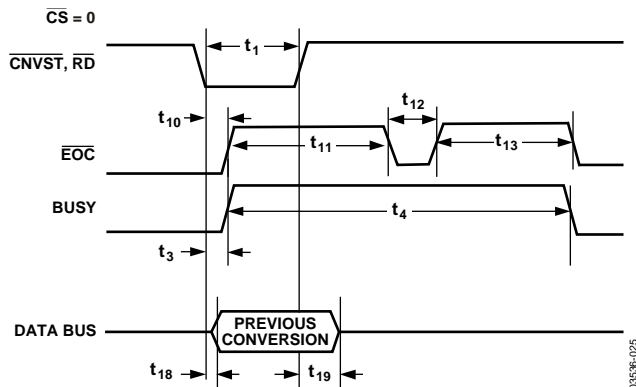 CS = 0
t1
CNVST, RD
t10
t12
EOC
t11
t13
BUSY
t4
t3
DATA BUS
PREVIOUS
CONVERSION
t18
t19
03536-025